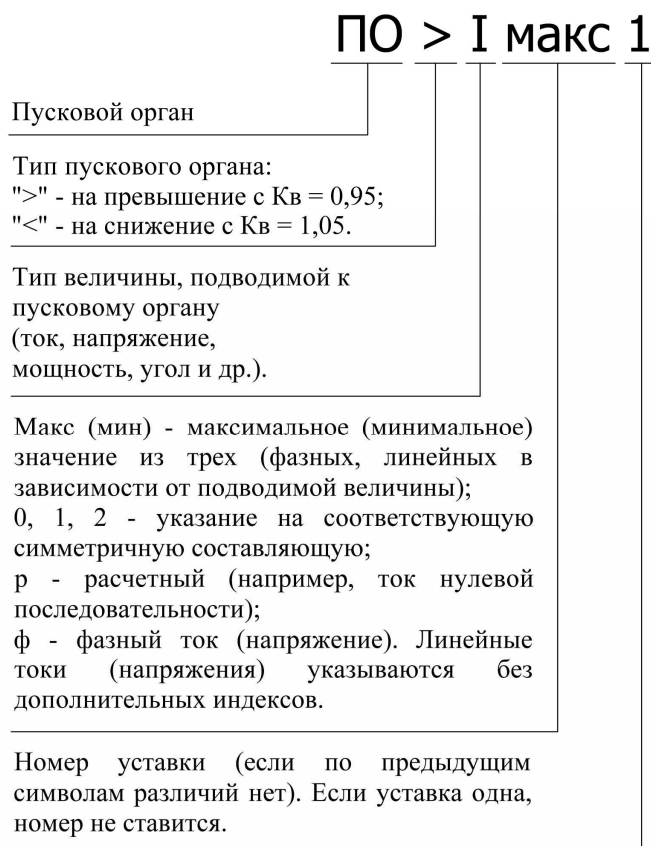 ПО > I макс 1
Пусковой орган
Тип пускового органа:
">" - на превышение с Кв = 0,95;
"<" - на снижение с Кв = 1,05.
Тип величины, подводимой к
пусковому органу
(ток, напряжение,
мощность, угол и др.).
Макс (мин) - максимальное (минимальное)
значение из трех (фазных, линейных в
зависимости от подводимой величины);
0, 1, 2 - указание на соответствующую
симметричную составляющую;
р - расчетный (например, ток нулевой
последовательности);
ф - фазный ток (напряжение). Линейные
токи (напряжения) указываются без
дополнительных индексов.
Номер уставки (если по предыдущим
символам различий нет). Если уставка одна,
номер не ставится.